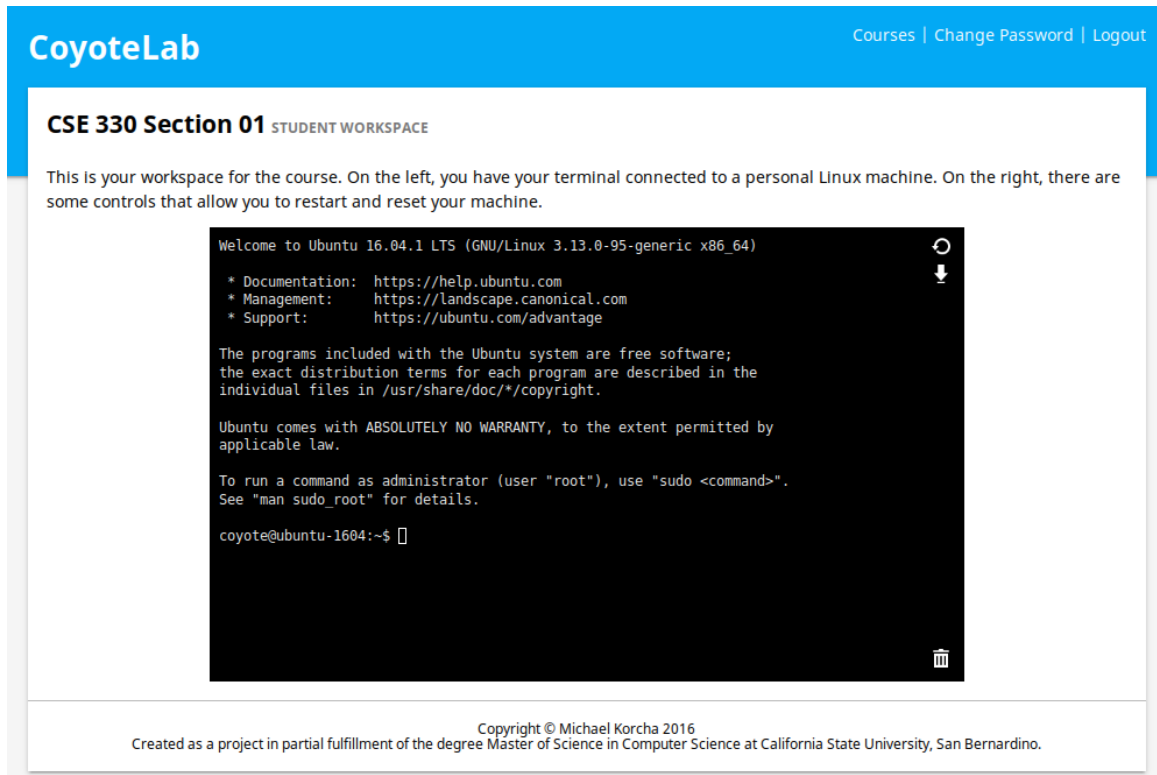 CoyoteLab
Courses | Change Password | Logout
CSE 330 Section 01 STUDENT WORKSPACE
This is your workspace for the course. On the left, you have your terminal connected to a personal Linux machine. On the right, there are
some controls that allow you to restart and reset your machine.
Welcome to Ubuntu 16.04.1 LTS (GNU/Linux 3.13.0-95-generic x86_64)
* Documentation:  https://help.ubuntu.com
* Management:     https://landscape.canonical.com
* Support:        https://ubuntu.com/advantage
The programs included with the Ubuntu system are free software;
the exact distribution terms for each program are described in the
individual files in /usr/share/doc/*/copyright.
Ubuntu comes with ABSOLUTELY NO WARRANTY, to the extent permitted by
applicable law.
To run a command as administrator (user "root"), use "sudo <command>".
See "man sudo_root" for details.
coyote@ubuntu-1604:~$
Copyright © Michael Korcha 2016
Created as a project in partial fulfillment of the degree Master of Science in Computer Science at California State University, San Bernardino.